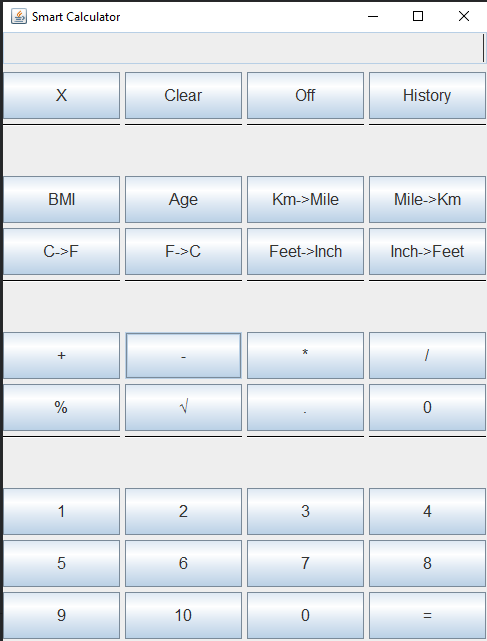 Smart Calculator
X Clear Off History
BMI Age Km->Mile Mile->Km
C->F F->C Feet->Inch Inch->Feet
+ - * /
% √ . 0
1 2 3 4
5 6 7 8
9 10 0 =